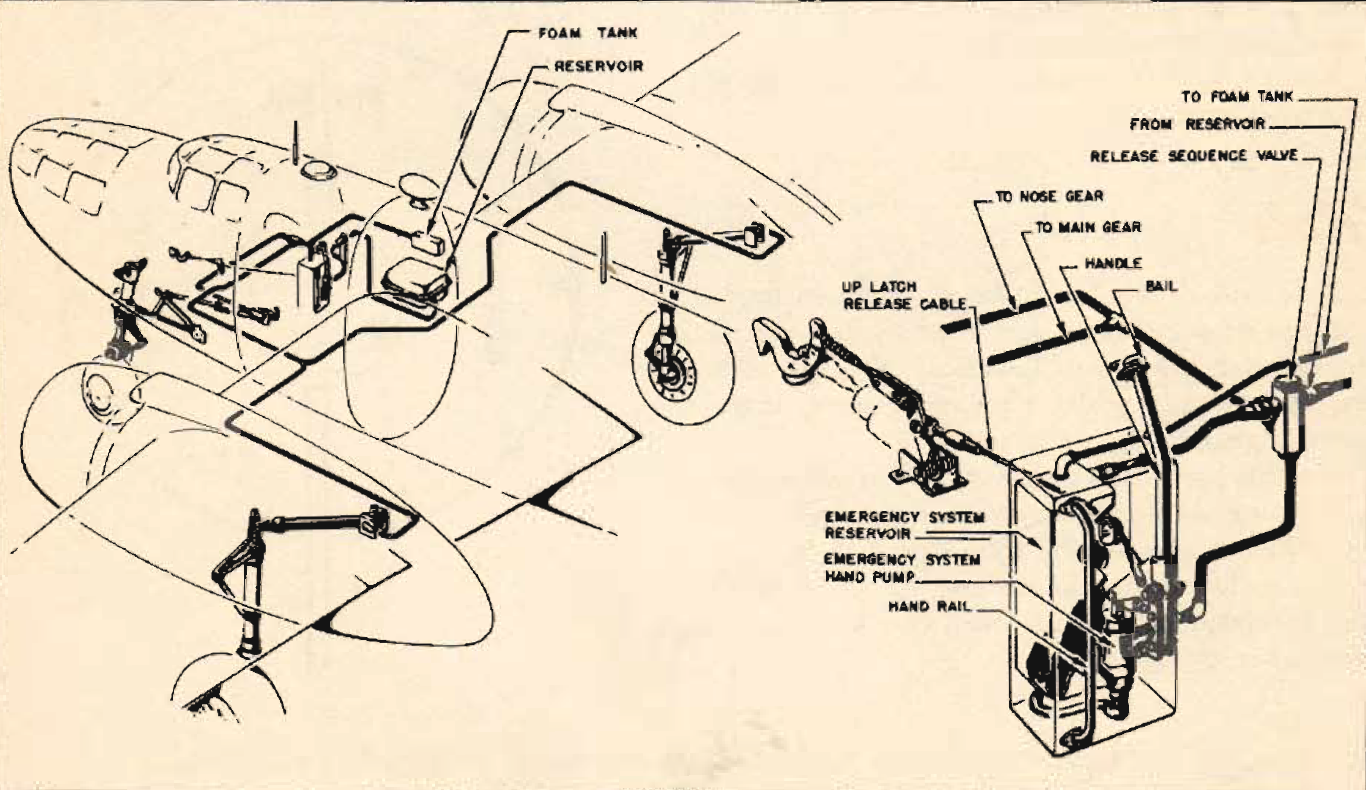 FOAM TANK
RESERVOIR
TO FOAM TANK
FROM RESERVOIR
RELEASE SEQUENCE VALVE
TO NOSE GEAR
TO MAIN GEAR
HANDLE
BAIL
UP LATCH
RELEASE CABLE
EMERGENCY SYSTEM
RESERVOIR
EMERGENCY SYSTEM
HAND PUMP
HAND RAIL